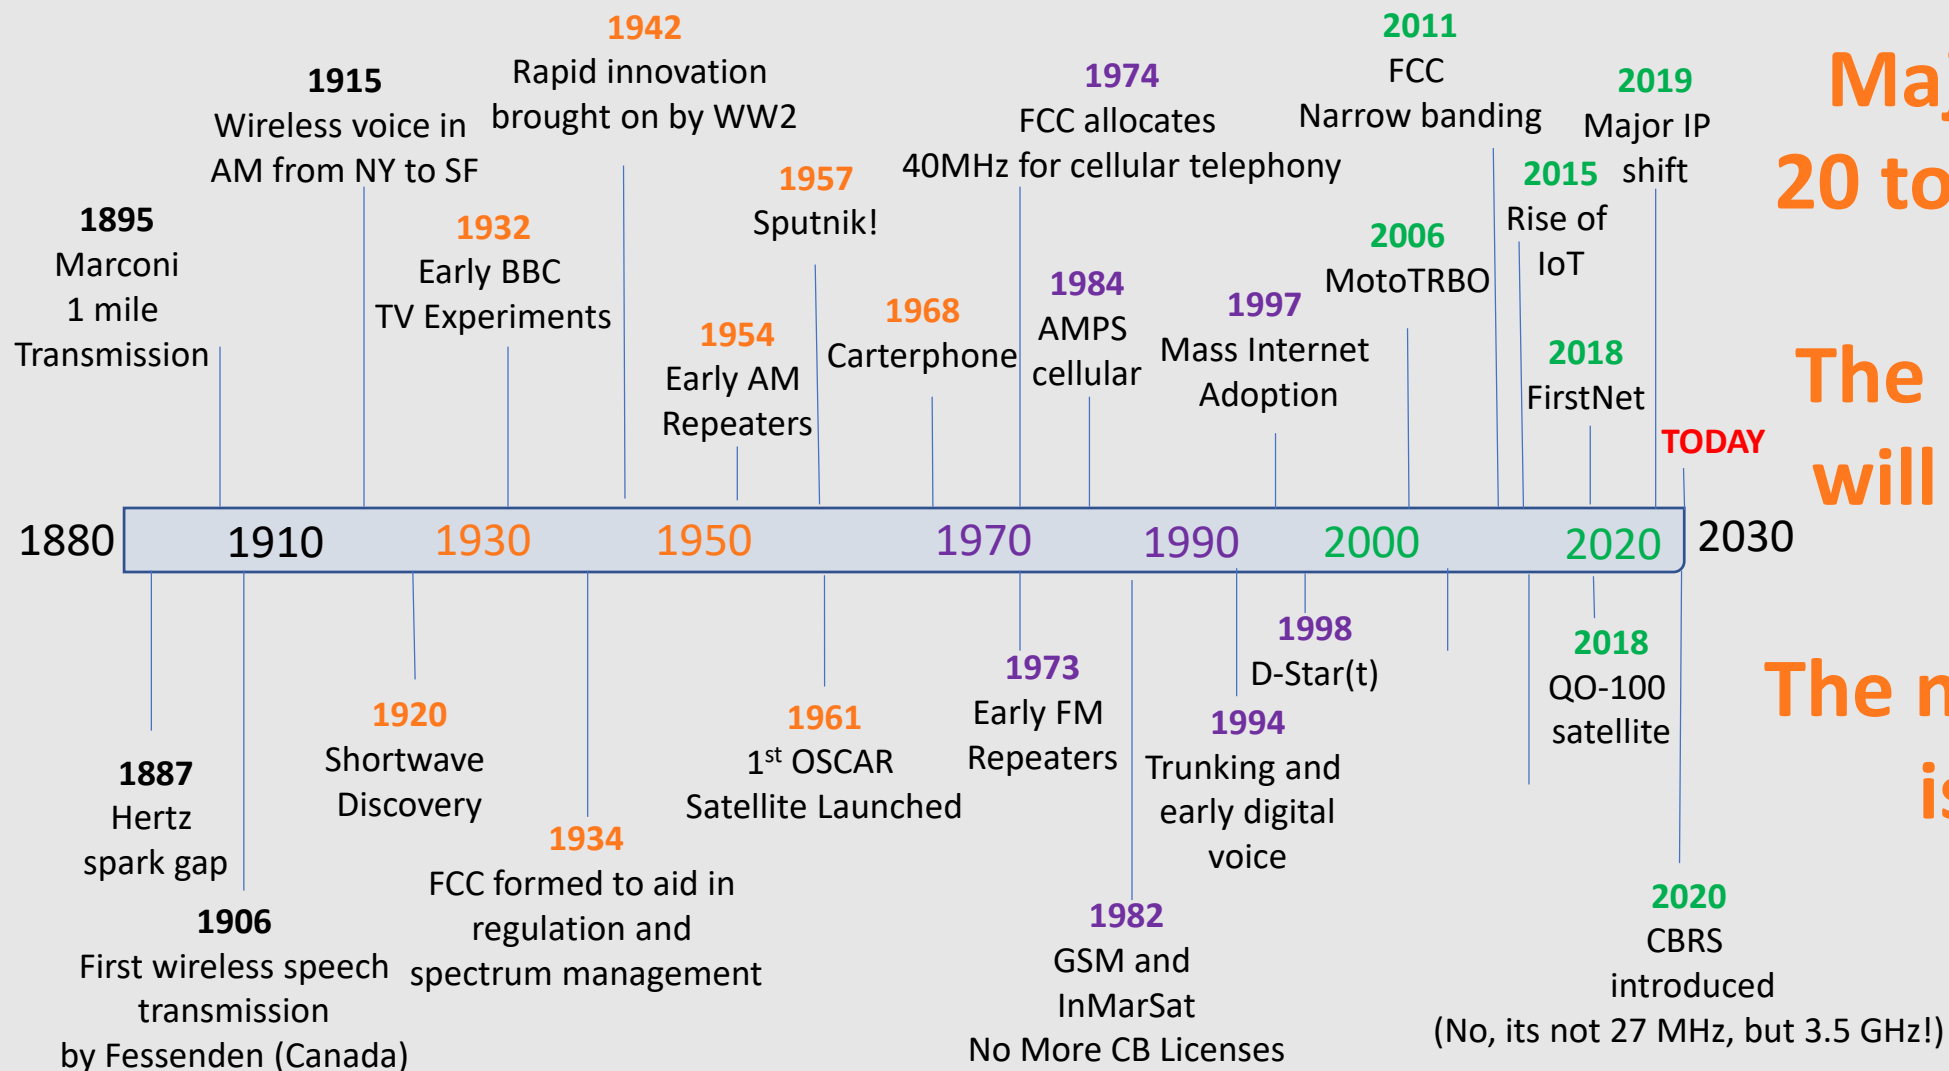 1895
Marconi
1 mile
Transmission
1915
Wireless voice in
AM from NY to SF
1932
Early BBC
TV Experiments
1942
Rapid innovation
brought on by WW2
1954
Early AM
Repeaters
1957
Sputnik!
1968
Carterphone
1974
FCC allocates
40MHz for cellular telephony
1984
AMPS
cellular
1997
Mass Internet
Adoption
2006
MotoTRBO
2011
FCC
Narrow banding
2015
Rise of
IoT
2018
FirstNet
2019
Major IP
shift
TODAY
1880 1910 1930 1950 1970 1990 2000 2020 2030
1887
Hertz
spark gap
1906
First wireless speech
transmission
by Fessenden (Canada)
1920
Shortwave
Discovery
1934
FCC formed to aid in
regulation and
spectrum management
1961
1st OSCAR
Satellite Launched
1973
Early FM
Repeaters
1982
GSM and
InMarSat
No More CB Licenses
1994
Trunking and
early digital
voice
1998
D-Star(t)
2018
QO-100
satellite
2020
CBRS
introduced
(No, its not 27 MHz, but 3.5 GHz!)
Maj
20 to
The
will
The n
is